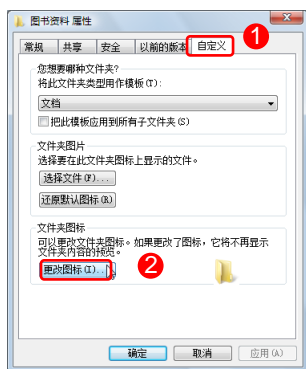 图书资料 属性
常规 共享 安全 以前的版本 自定义
1
您想要哪种文件夹?
将此文件夹类型用作模板(T):
文档
把此模板应用到所有子文件夹(S)
文件夹图片
选择要在此文件夹图标上显示的文件。
选择文件(F)...
还原默认图标(R)
文件夹图标
可以更改文件夹图标。如果更改了图标，它将不再显示
文件夹内容的预览。
更改图标(I)...
2
确定 取消 应用(A)